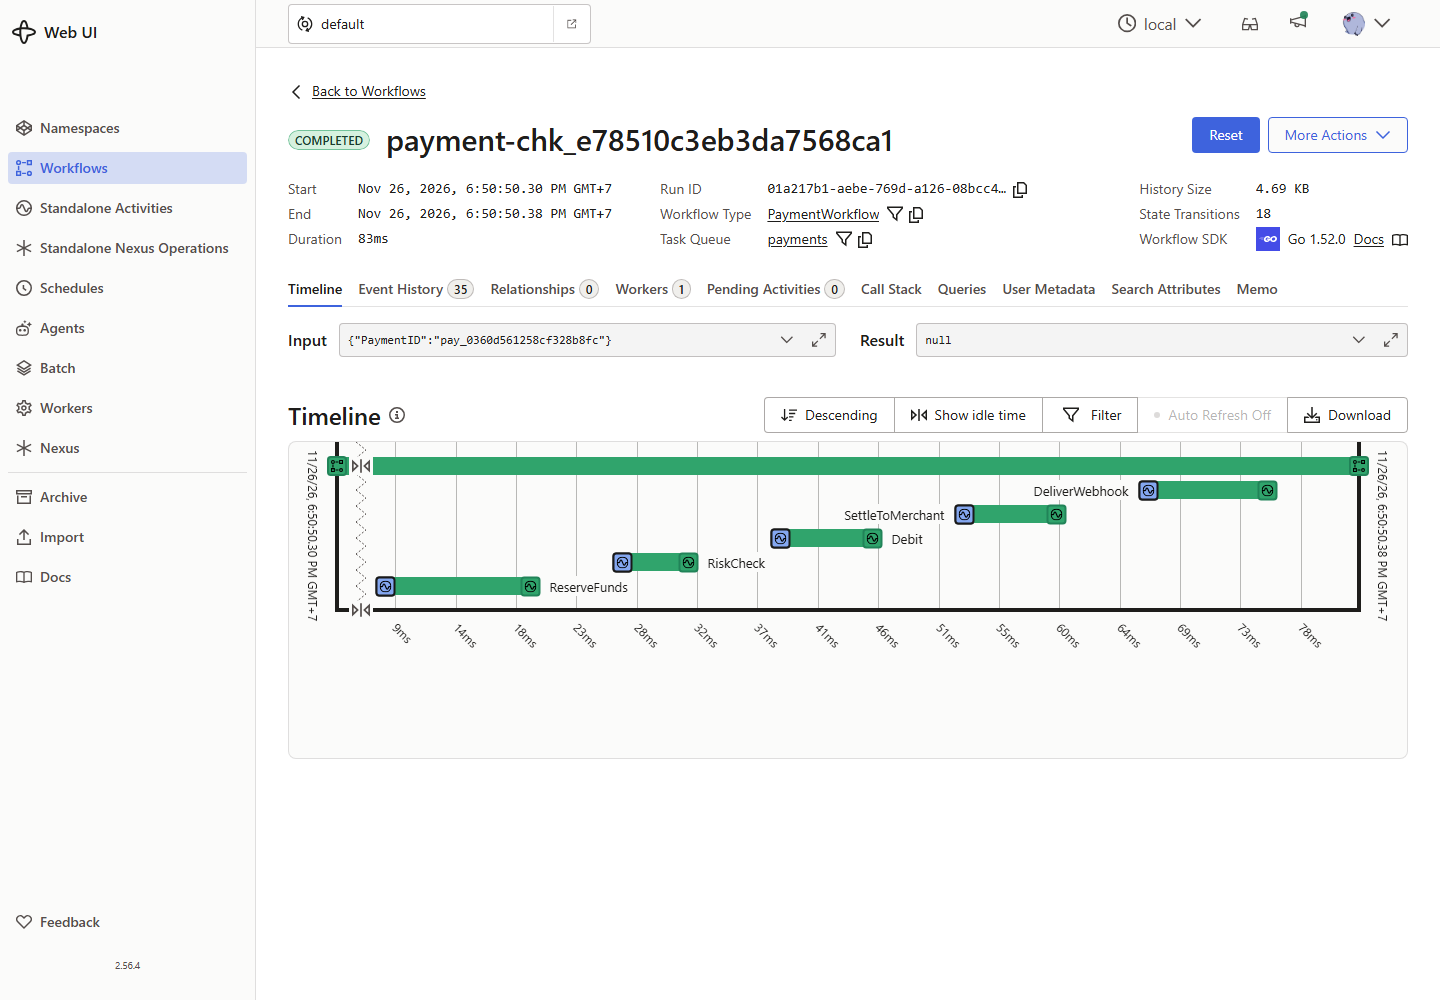 Web UI
default
local
Namespaces
Workflows
Standalone Activities
Standalone Nexus Operations
Schedules
Agents
Batch
Workers
Nexus
Archive
Import
Docs
Feedback
2.56.4
Back to Workflows
COMPLETED payment-chk_e78510c3eb3da7568ca1
Reset More Actions
Start Nov 26, 2026, 6:50:50.30 PM GMT+7
End Nov 26, 2026, 6:50:50.38 PM GMT+7
Duration 83ms
Run ID 01a217b1-aebe-769d-a126-08bcc4…
Workflow Type PaymentWorkflow
Task Queue payments
History Size 4.69 KB
State Transitions 18
Workflow SDK GO Go 1.52.0 Docs
Timeline Event History 35 Relationships 0 Workers 1 Pending Activities 0 Call Stack Queries User Metadata Search Attributes Memo
Input {"PaymentID":"pay_0360d561258cf328b8fc"}
Result null
Timeline
Descending Show idle time Filter Auto Refresh Off Download
11/26/26, 6:50:50.30 PM GMT+7
DeliverWebhook
SettleToMerchant
Debit
RiskCheck
ReserveFunds
11/26/26, 6:50:50.38 PM GMT+7
9ms 14ms 18ms 23ms 28ms 32ms 37ms 41ms 46ms 51ms 55ms 60ms 64ms 69ms 73ms 78ms